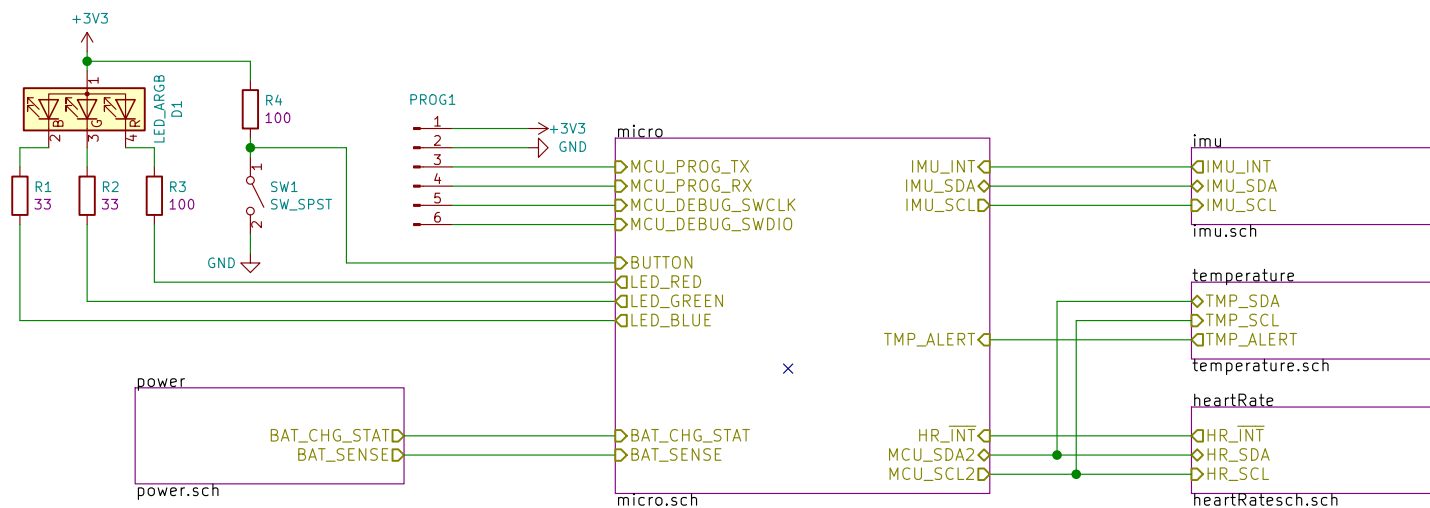 +3V3
1
LED_ARGB
D1
B
G
R
2
3
4
R1
33
R2
33
R3
100
R4
100
1
SW1
SW_SPST
2
GND
PROG1
1
+3V3
2
GND
3
4
5
6
micro
MCU_PROG_TX
MCU_PROG_RX
MCU_DEBUG_SWCLK
MCU_DEBUG_SWDIO
BUTTON
LED_RED
LED_GREEN
LED_BLUE
BAT_CHG_STAT
BAT_SENSE
IMU_INT
IMU_SDA
IMU_SCL
TMP_ALERT
HR_INT
MCU_SDA2
MCU_SCL2
micro.sch
power
BAT_CHG_STAT
BAT_SENSE
power.sch
imu
IMU_INT
IMU_SDA
IMU_SCL
imu.sch
temperature
TMP_SDA
TMP_SCL
TMP_ALERT
temperature.sch
heartRate
HR_INT
HR_SDA
HR_SCL
heartRatesch.sch